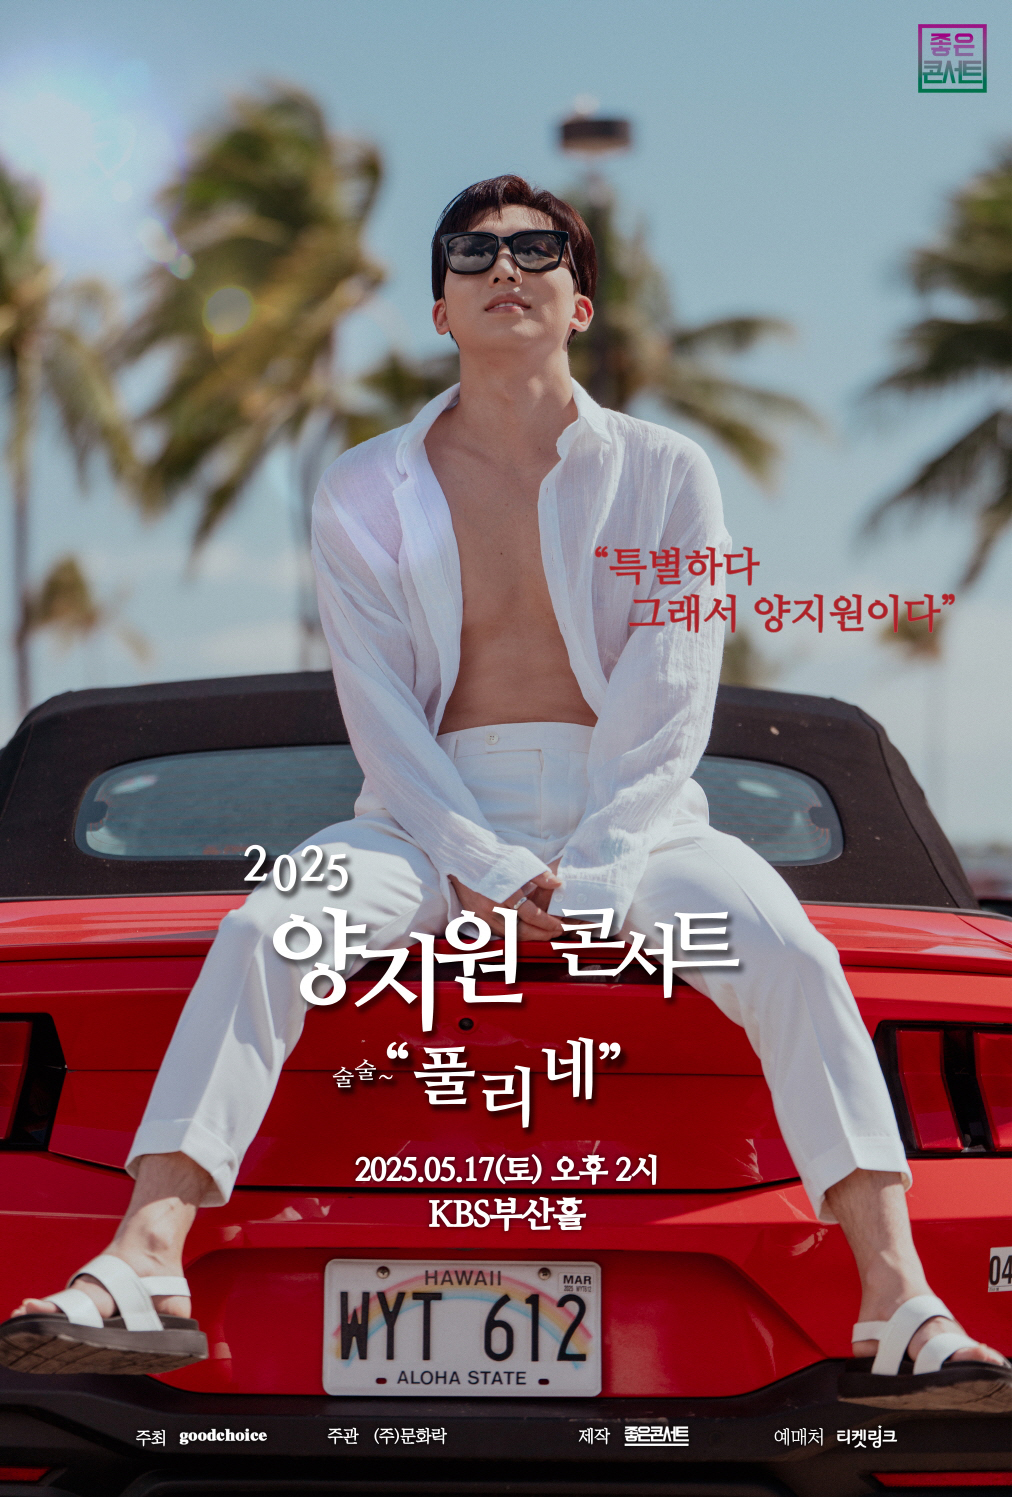 좋은
콘서트
“특별하다
그래서 양지원이다”
2025
양지원 콘서트
술술~“풀리네”
2025.05.17(토) 오후 2시
KBS부산홀
HAWAII
MAR
WYT 612
ALOHA STATE
04
주최 goodchoice 주관 (주)문화락 제작 좋은콘서트 예매처 티켓링크